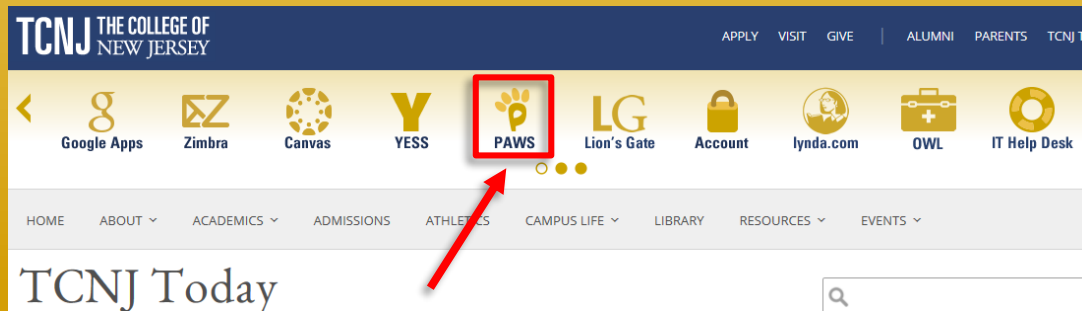 TCNJ THE COLLEGE OF
NEW JERSEY
APPLY VISIT GIVE ALUMNI PARENTS TCNJ
Google Apps Zimbra Canvas YESS PAWS Lion's Gate Account lynda.com OWL IT Help Desk
HOME ABOUT ACADEMICS ADMISSIONS ATHLETICS CAMPUS LIFE LIBRARY RESOURCES EVENTS
TCNJ Today